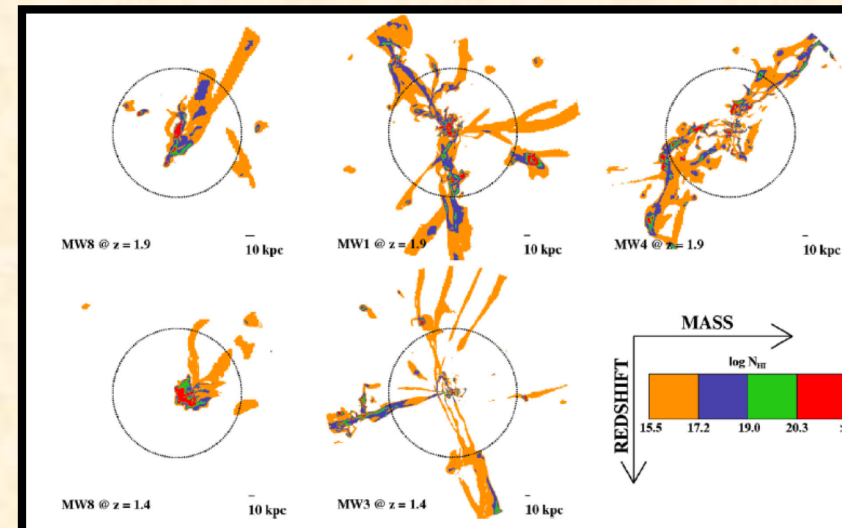 MW8 @ z = 1.9
10 kpc
MW1 @ z = 1.9
10 kpc
MW4 @ z = 1.9
10 kpc
MW8 @ z = 1.4
10 kpc
MW3 @ z = 1.4
10 kpc
MASS
REDSHIFT
log N_HI
15.5 17.2 19.0 20.3